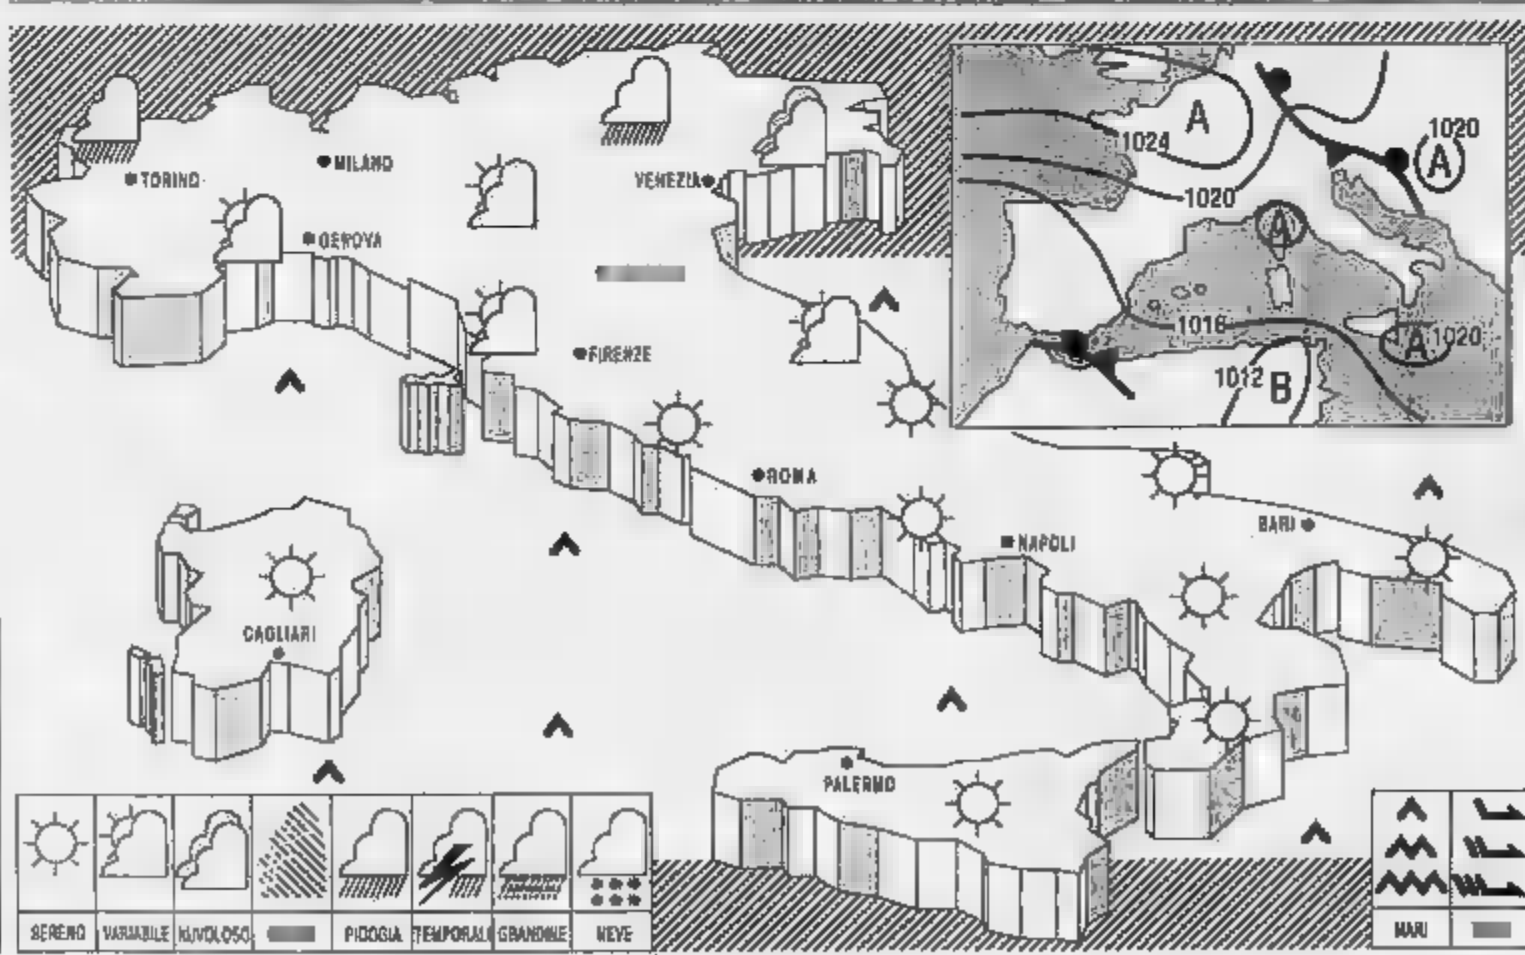 TORINO
MILANO
VENEZIA
GENOVA
FIRENZE
ROMA
NAPOLI
BARI
CAGLIARI
PALERMO
A
1024
1020
1020
A
A
1016
A 1020
1012 B
SERENO VARIABILE NUVOLOSO PIOGGIA TEMPORALI GRANDINE NEVE
MARI